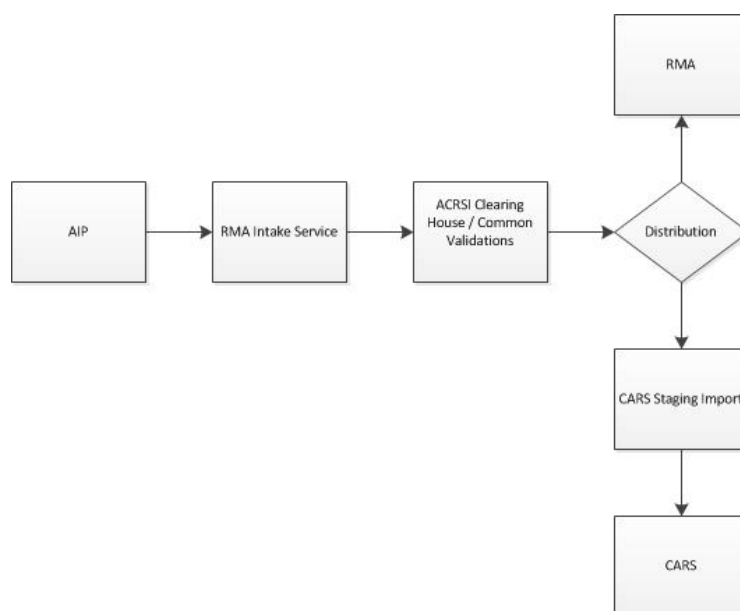 RMA
AIP
RMA Intake Service
ACRSI Clearing
House / Common
Validations
Distribution
CARS Staging Import
CARS